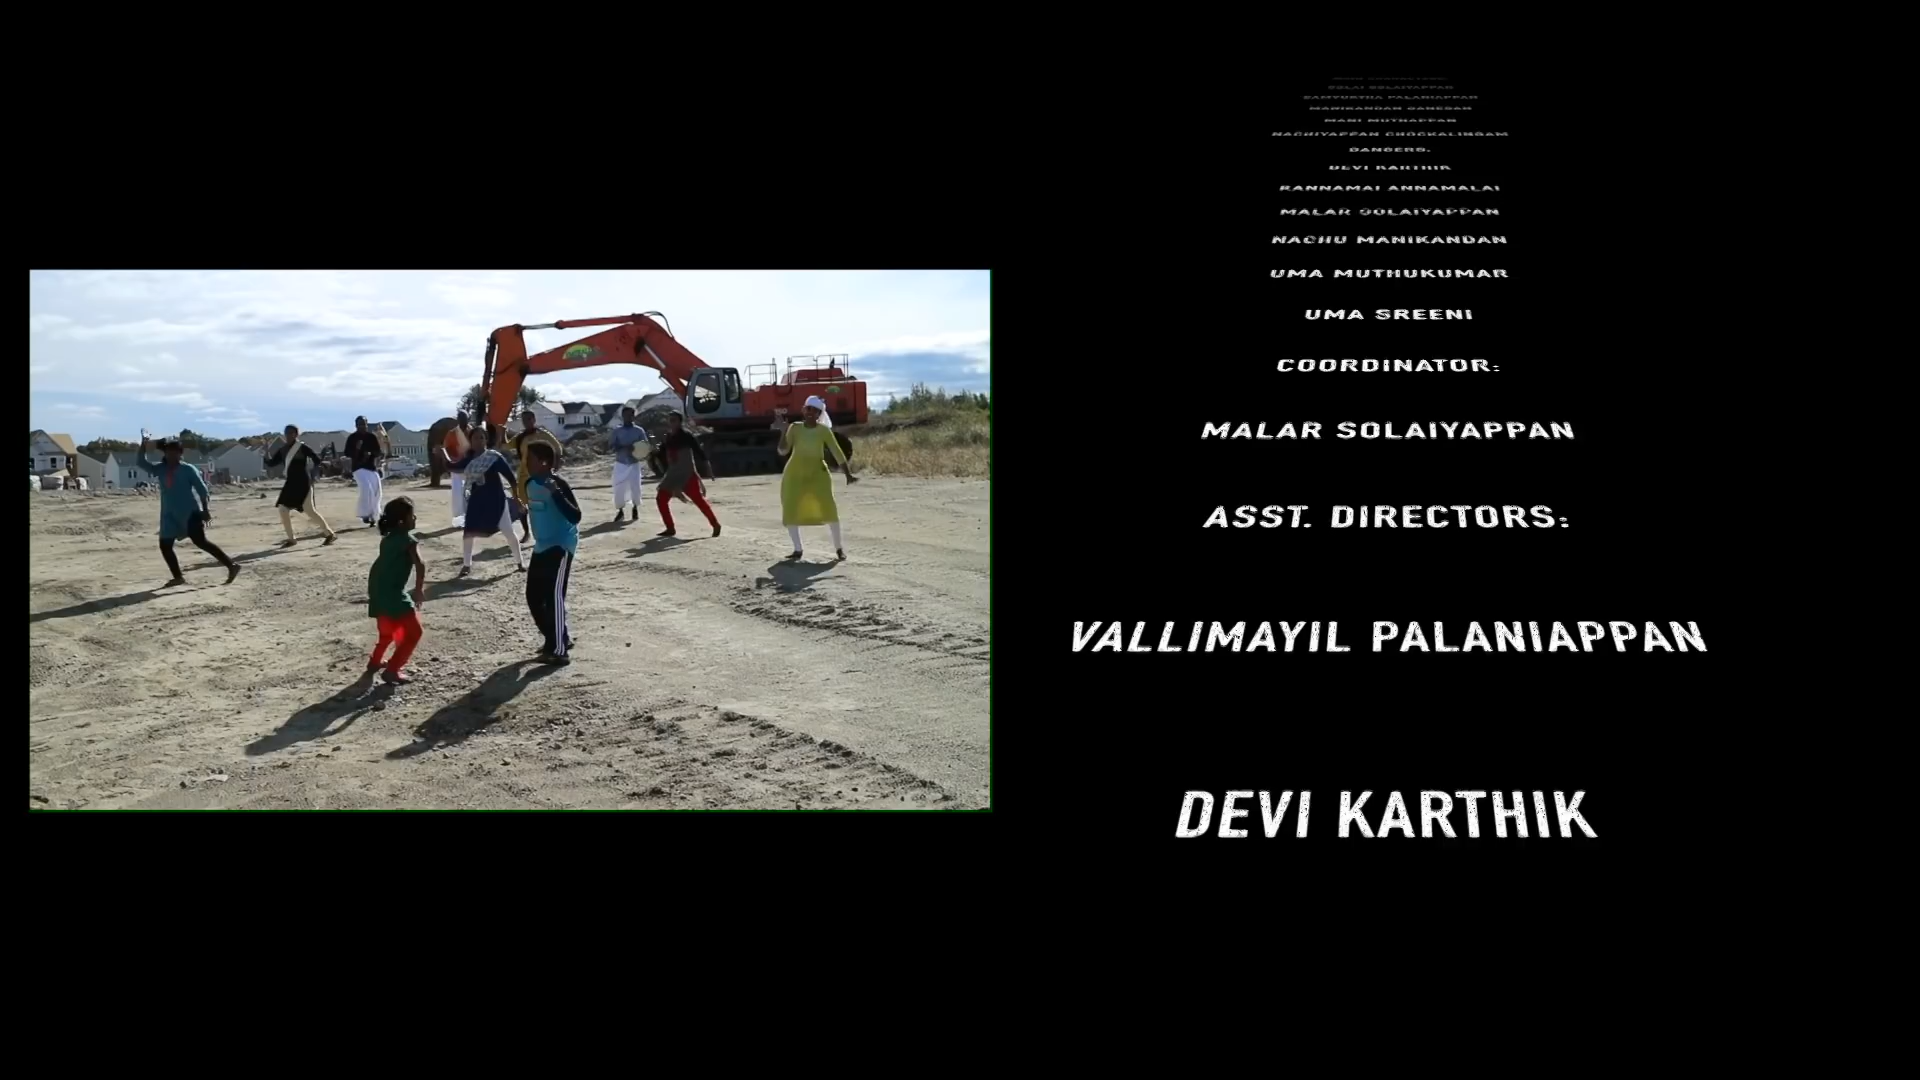 SOLAI SOLAIYAPPAN
SAMYUKTHA PALANIAPPAN
MANIKANDAN GANESAN
MANI MUTHAPPAN
NACHIYAPPAN CHOCKALINGAM
DANCERS:
DEVI KARTHIK
KANNAMAI ANNAMALAI
MALAR SOLAIYAPPAN
NACHU MANIKANDAN
UMA MUTHUKUMAR
UMA SREENI
COORDINATOR:
MALAR SOLAIYAPPAN
ASST. DIRECTORS:
VALLIMAYIL PALANIAPPAN
DEVI KARTHIK